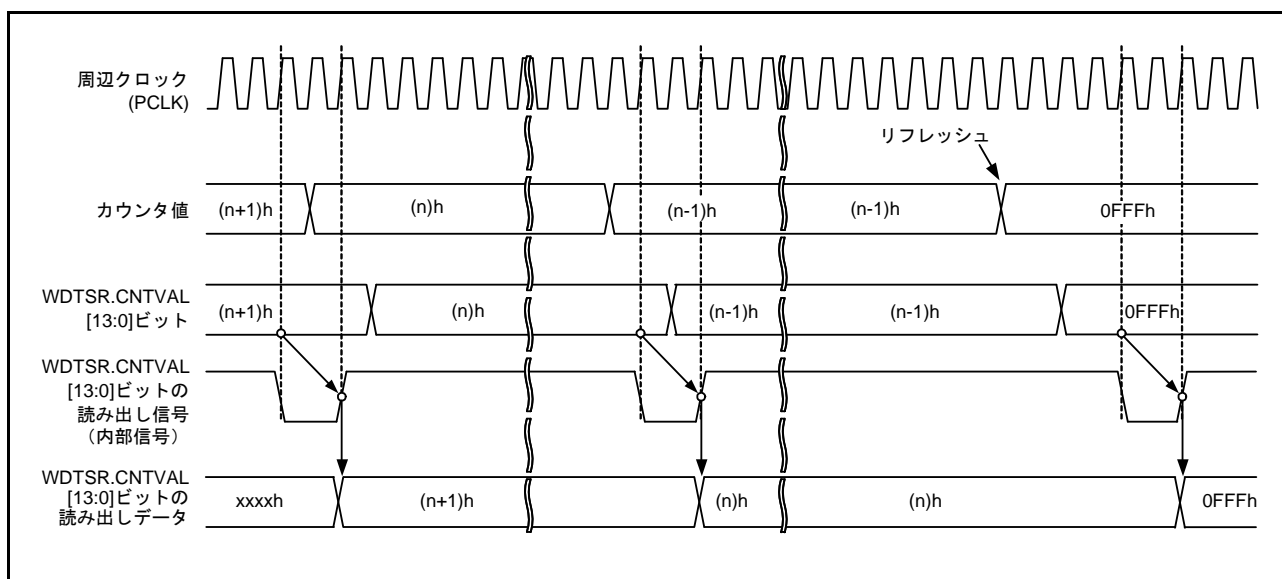 周辺クロック
(PCLK)
リフレッシュ
カウンタ値
(n+1)h
(n)h
(n-1)h
(n-1)h
0FFFh
WDTSR.CNTVAL
[13:0]ビット
(n+1)h
(n)h
(n-1)h
(n-1)h
0FFFh
WDTSR.CNTVAL
[13:0]ビットの
読み出し信号
（内部信号）
WDTSR.CNTVAL
[13:0]ビットの
読み出しデータ
xxxxh
(n+1)h
(n)h
(n)h
0FFFh